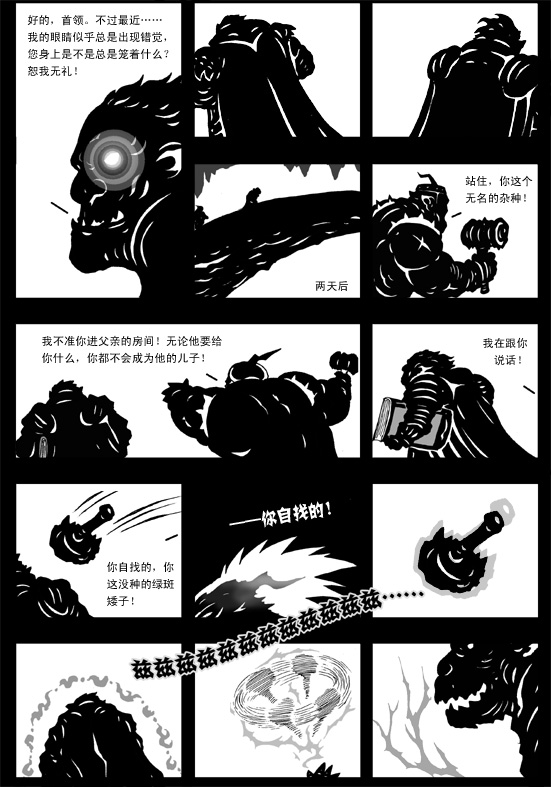 好的，首领。不过最近……
我的眼睛似乎总是出现错觉，
您身上是不是总是笼着什么？
恕我无礼！
两天后
站住，你这个
无名的杂种！
我不准你进父亲的房间！无论他要给
你什么，你都不会成为他的儿子！
我在跟你
说话！
你自找的，你
这没种的绿斑
矮子！
——你自找的！
兹兹兹兹兹兹兹兹兹兹兹兹……